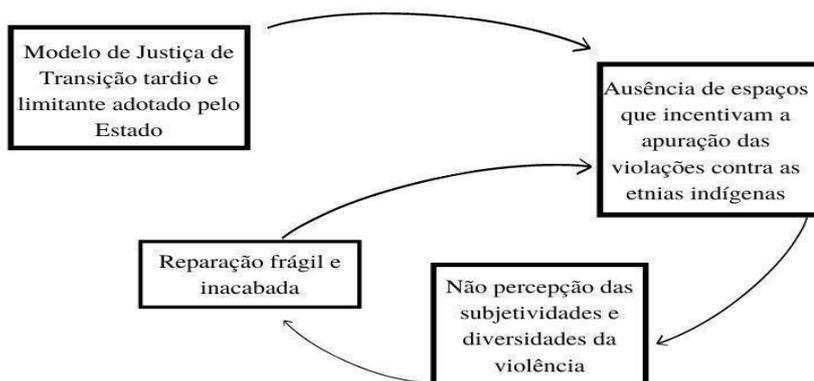 Modelo de Justiça de
Transição tardio e
limitante adotado pelo
Estado
Ausência de espaços
que incentivam a
apuração das
violações contra as
etnias indígenas
Reparação frágil e
inacabada
Não percepção das
subjetividades e
diversidades da
violência